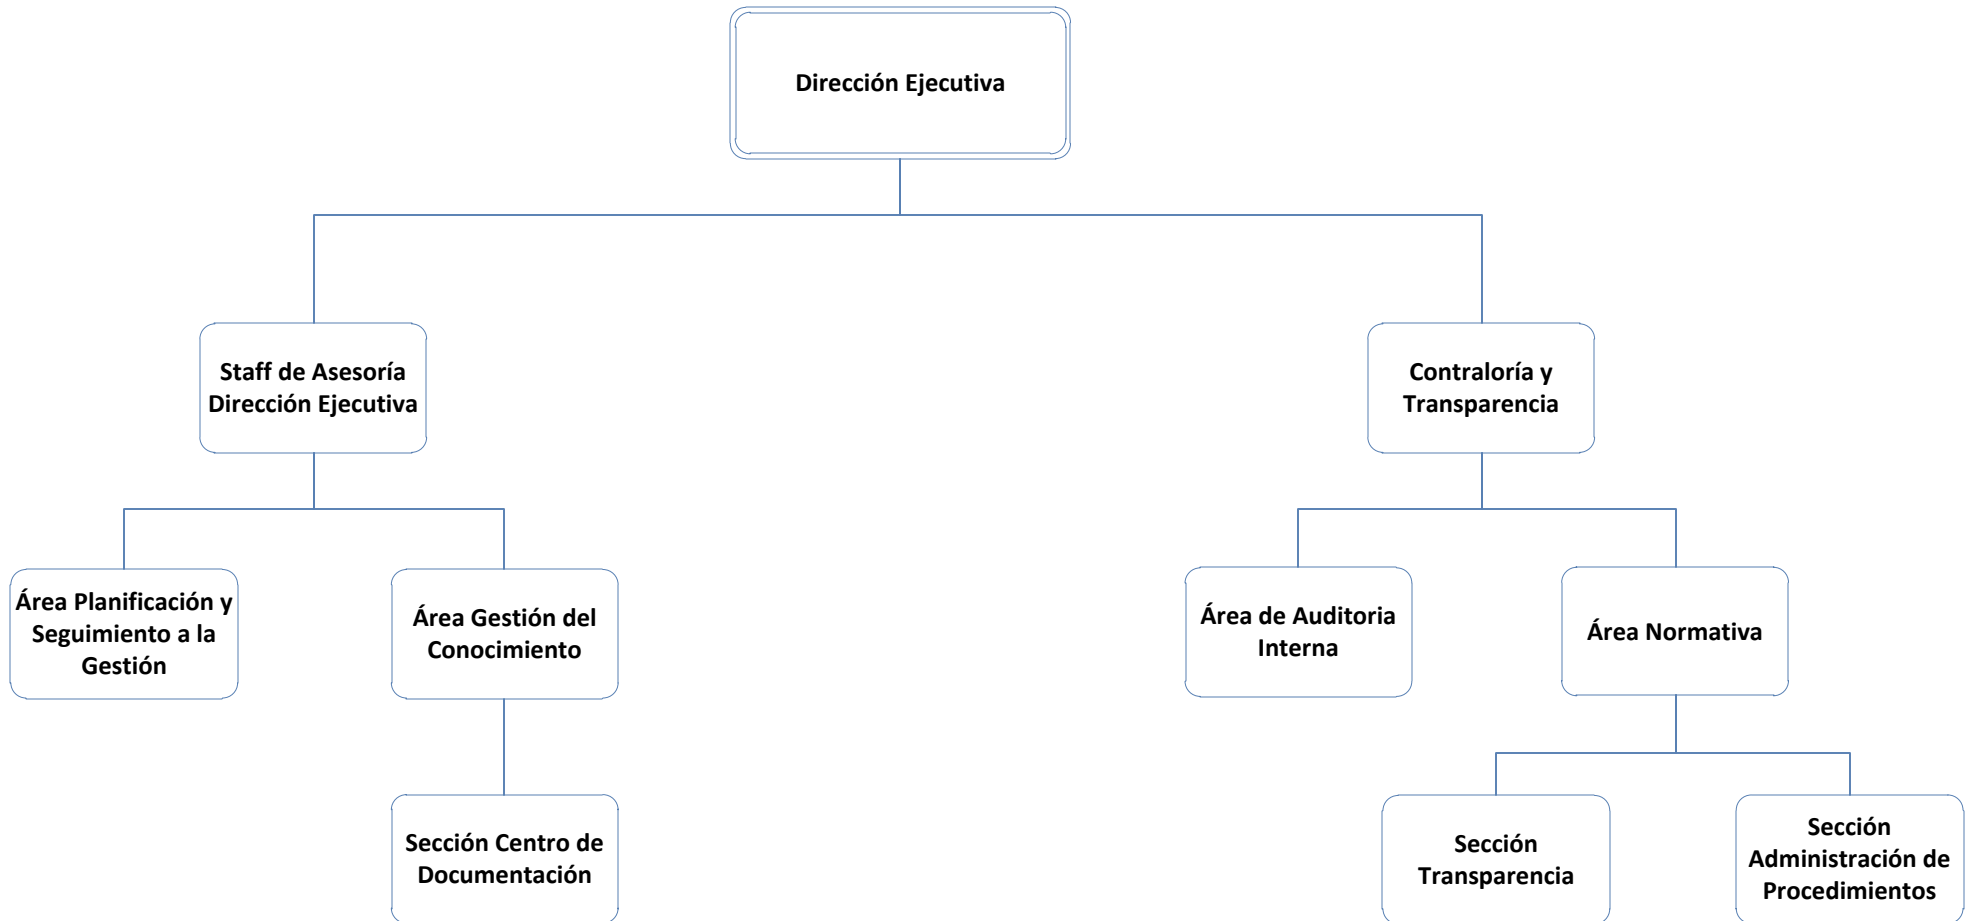 Dirección Ejecutiva
Staff de Asesoría
Dirección Ejecutiva
Contraloría y
Transparencia
Área Planificación y
Seguimiento a la
Gestión
Área Gestión del
Conocimiento
Área de Auditoria
Interna
Área Normativa
Sección Centro de
Documentación
Sección
Transparencia
Sección
Administración de
Procedimientos